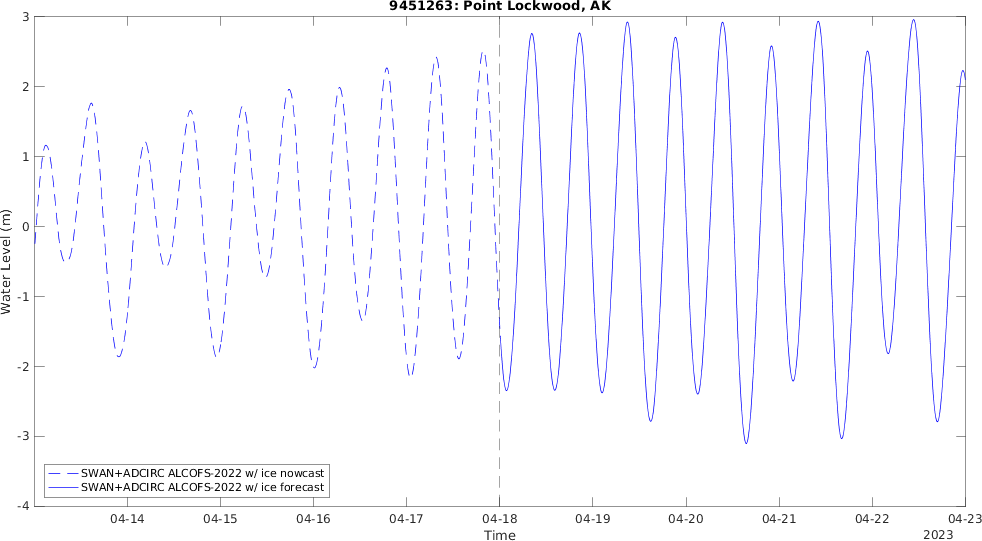 9451263: Point Lockwood, AK
3
2
1
0
-1
-2
-3
-4
Water Level (m)
SWAN+ADCIRC ALCOFS-2022 w/ ice nowcast
SWAN+ADCIRC ALCOFS-2022 w/ ice forecast
04-14 04-15 04-16 04-17 04-18 04-19 04-20 04-21 04-22 04-23
Time
2023